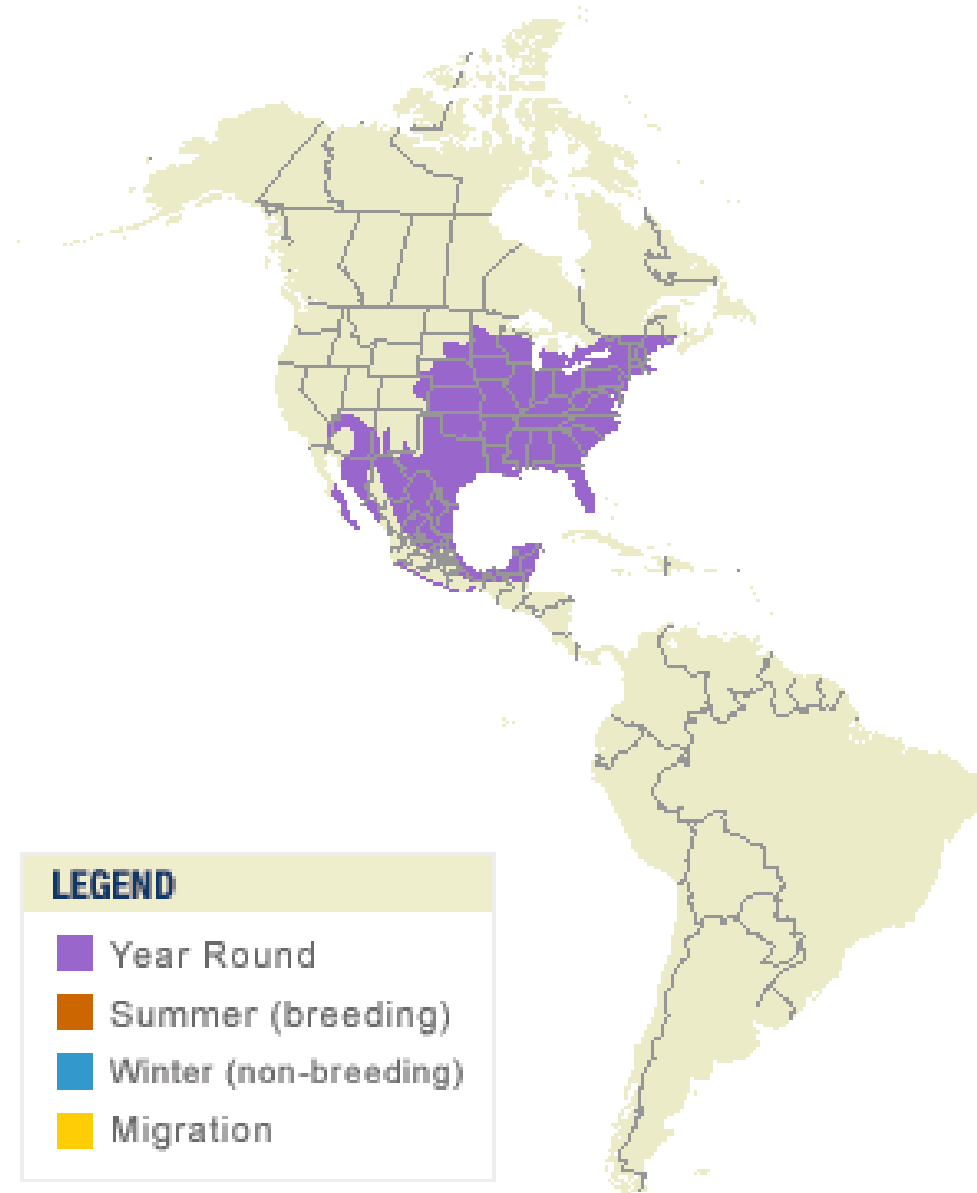 LEGEND
Year Round
Summer (breeding)
Winter (non-breeding)
Migration